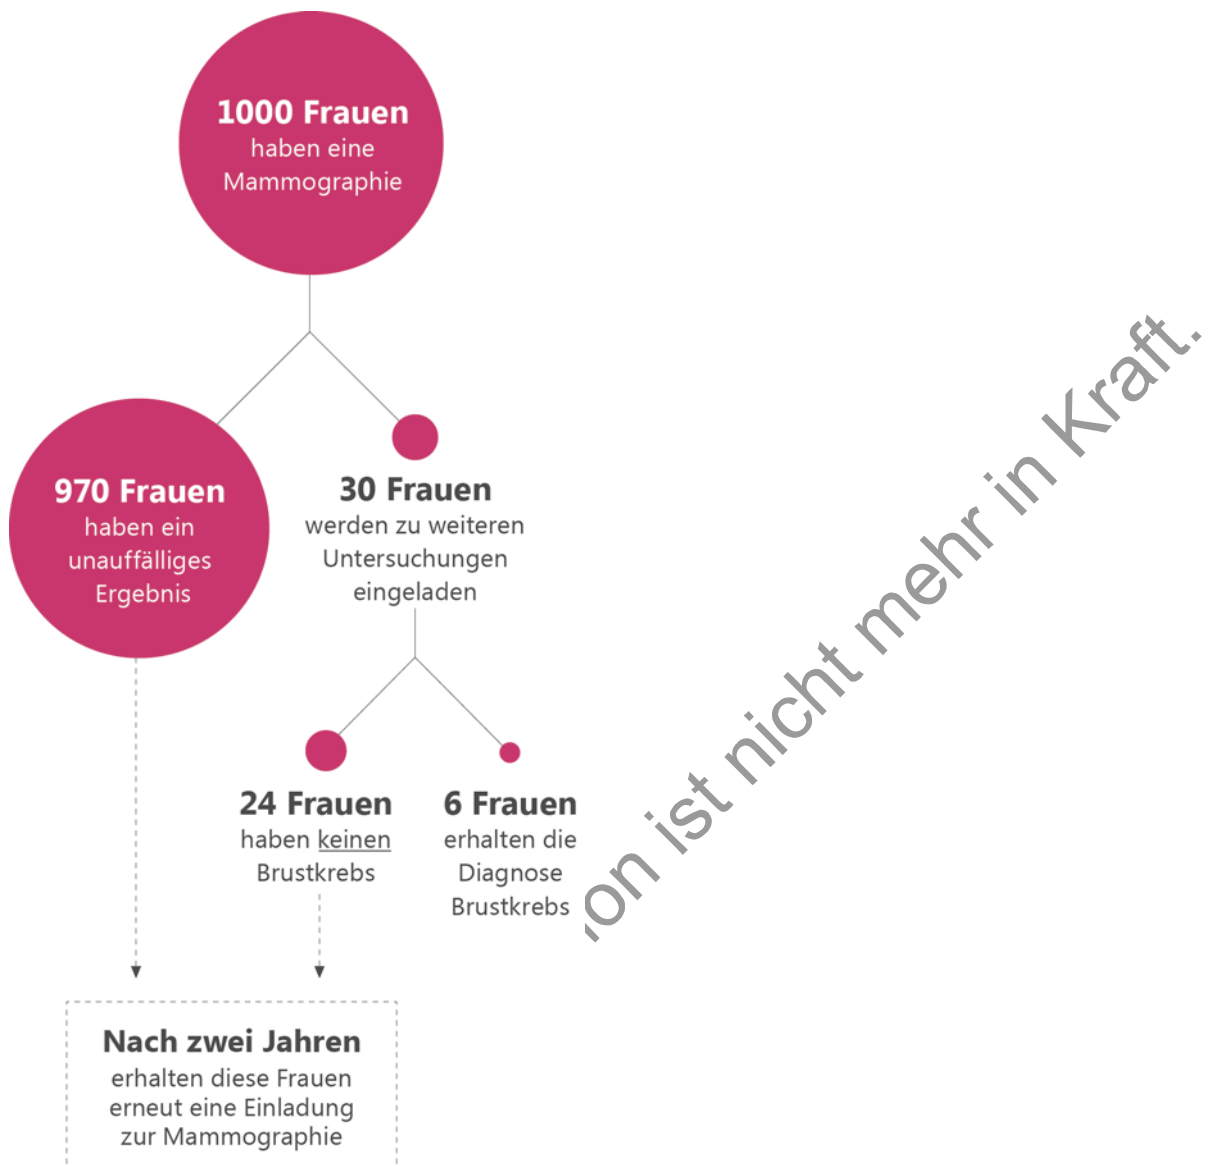 1000 Frauen
haben eine
Mammographie
970 Frauen
haben ein
unauffälliges
Ergebnis
30 Frauen
werden zu weiteren
Untersuchungen
eingeladen
24 Frauen
haben keinen
Brustkrebs
6 Frauen
erhalten die
Diagnose
Brustkrebs
Nach zwei Jahren
erhalten diese Frauen
erneut eine Einladung
zur Mammographie
ist nicht mehr in Kraft.